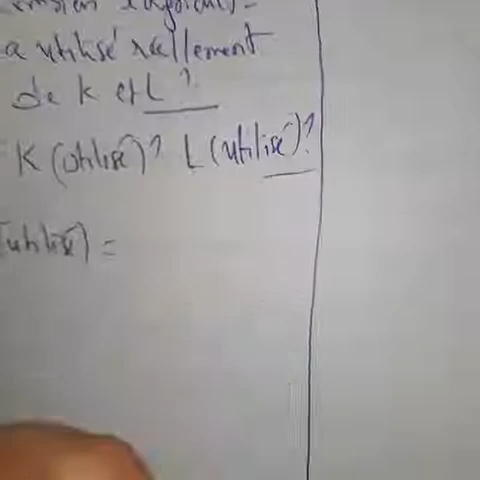 a utilisé réellement
de K et L ?
K (utilisé)? L (utilisé)?
(utilisé) =